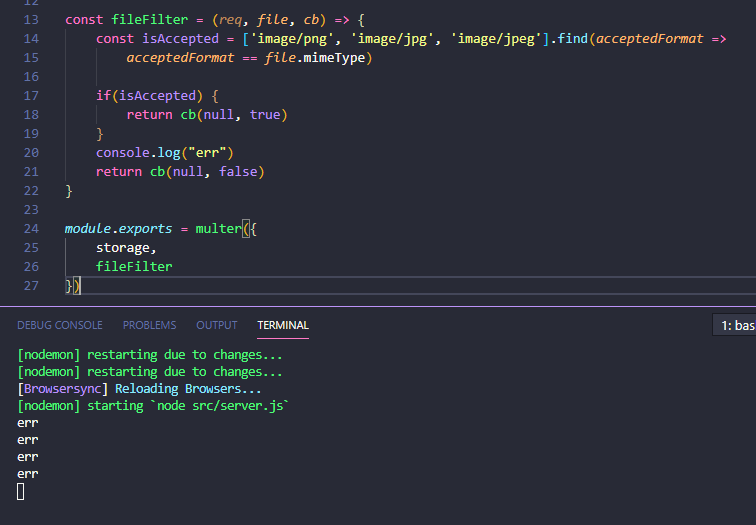 12
13 const fileFilter = (req, file, cb) => {
14 const isAccepted = ['image/png', 'image/jpg', 'image/jpeg'].find(acceptedFormat =>
15 acceptedFormat == file.mimeType)
16
17 if(isAccepted) {
18 return cb(null, true)
19 }
20 console.log("err")
21 return cb(null, false)
22 }
23
24 module.exports = multer({
25 storage,
26 fileFilter
27 })
DEBUG CONSOLE PROBLEMS OUTPUT TERMINAL 1: bas
[nodemon] restarting due to changes...
[nodemon] restarting due to changes...
[Browsersync] Reloading Browsers...
[nodemon] starting `node src/server.js`
err
err
err
err